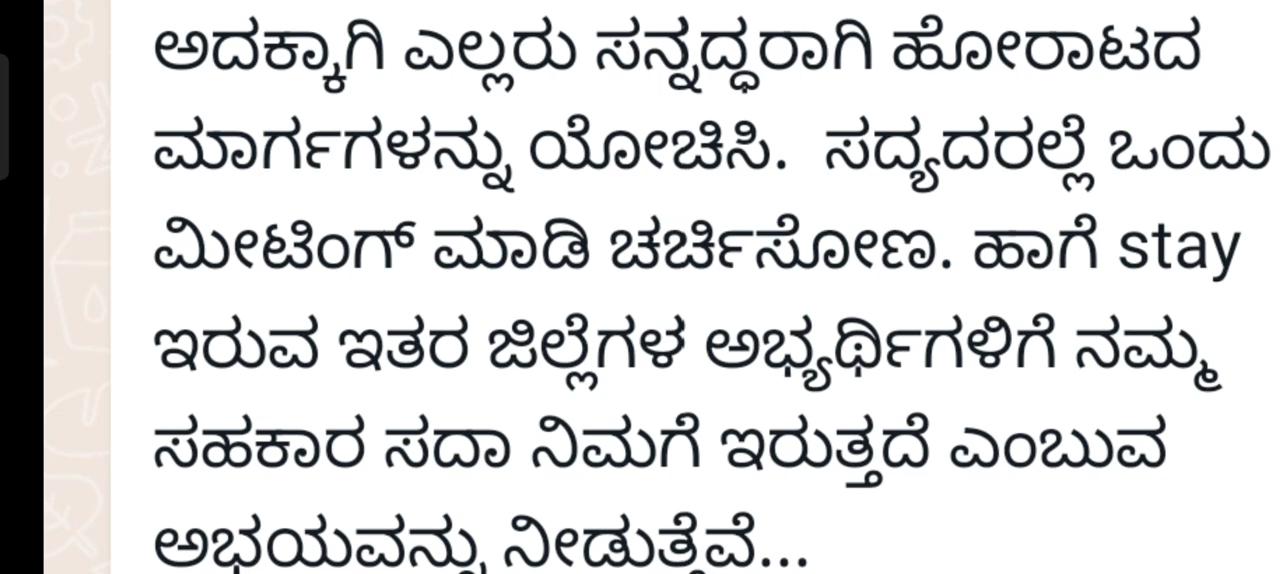 ಅದಕ್ಕಾಗಿ ಎಲ್ಲರು ಸನ್ನದ್ಧರಾಗಿ ಹೋರಾಟದ
ಮಾರ್ಗಗಳನ್ನು ಯೋಚಿಸಿ.  ಸದ್ಯದರಲ್ಲೆ ಒಂದು
ಮೀಟಿಂಗ್ ಮಾಡಿ ಚರ್ಚಿಸೋಣ. ಹಾಗೆ stay
ಇರುವ ಇತರ ಜಿಲ್ಲೆಗಳ ಅಭ್ಯರ್ಥಿಗಳಿಗೆ ನಮ್ಮ
ಸಹಕಾರ ಸದಾ ನಿಮಗೆ ಇರುತ್ತದೆ ಎಂಬುವ
ಅಭಯವನ್ನು ನೀಡುತ್ತೆವೆ...